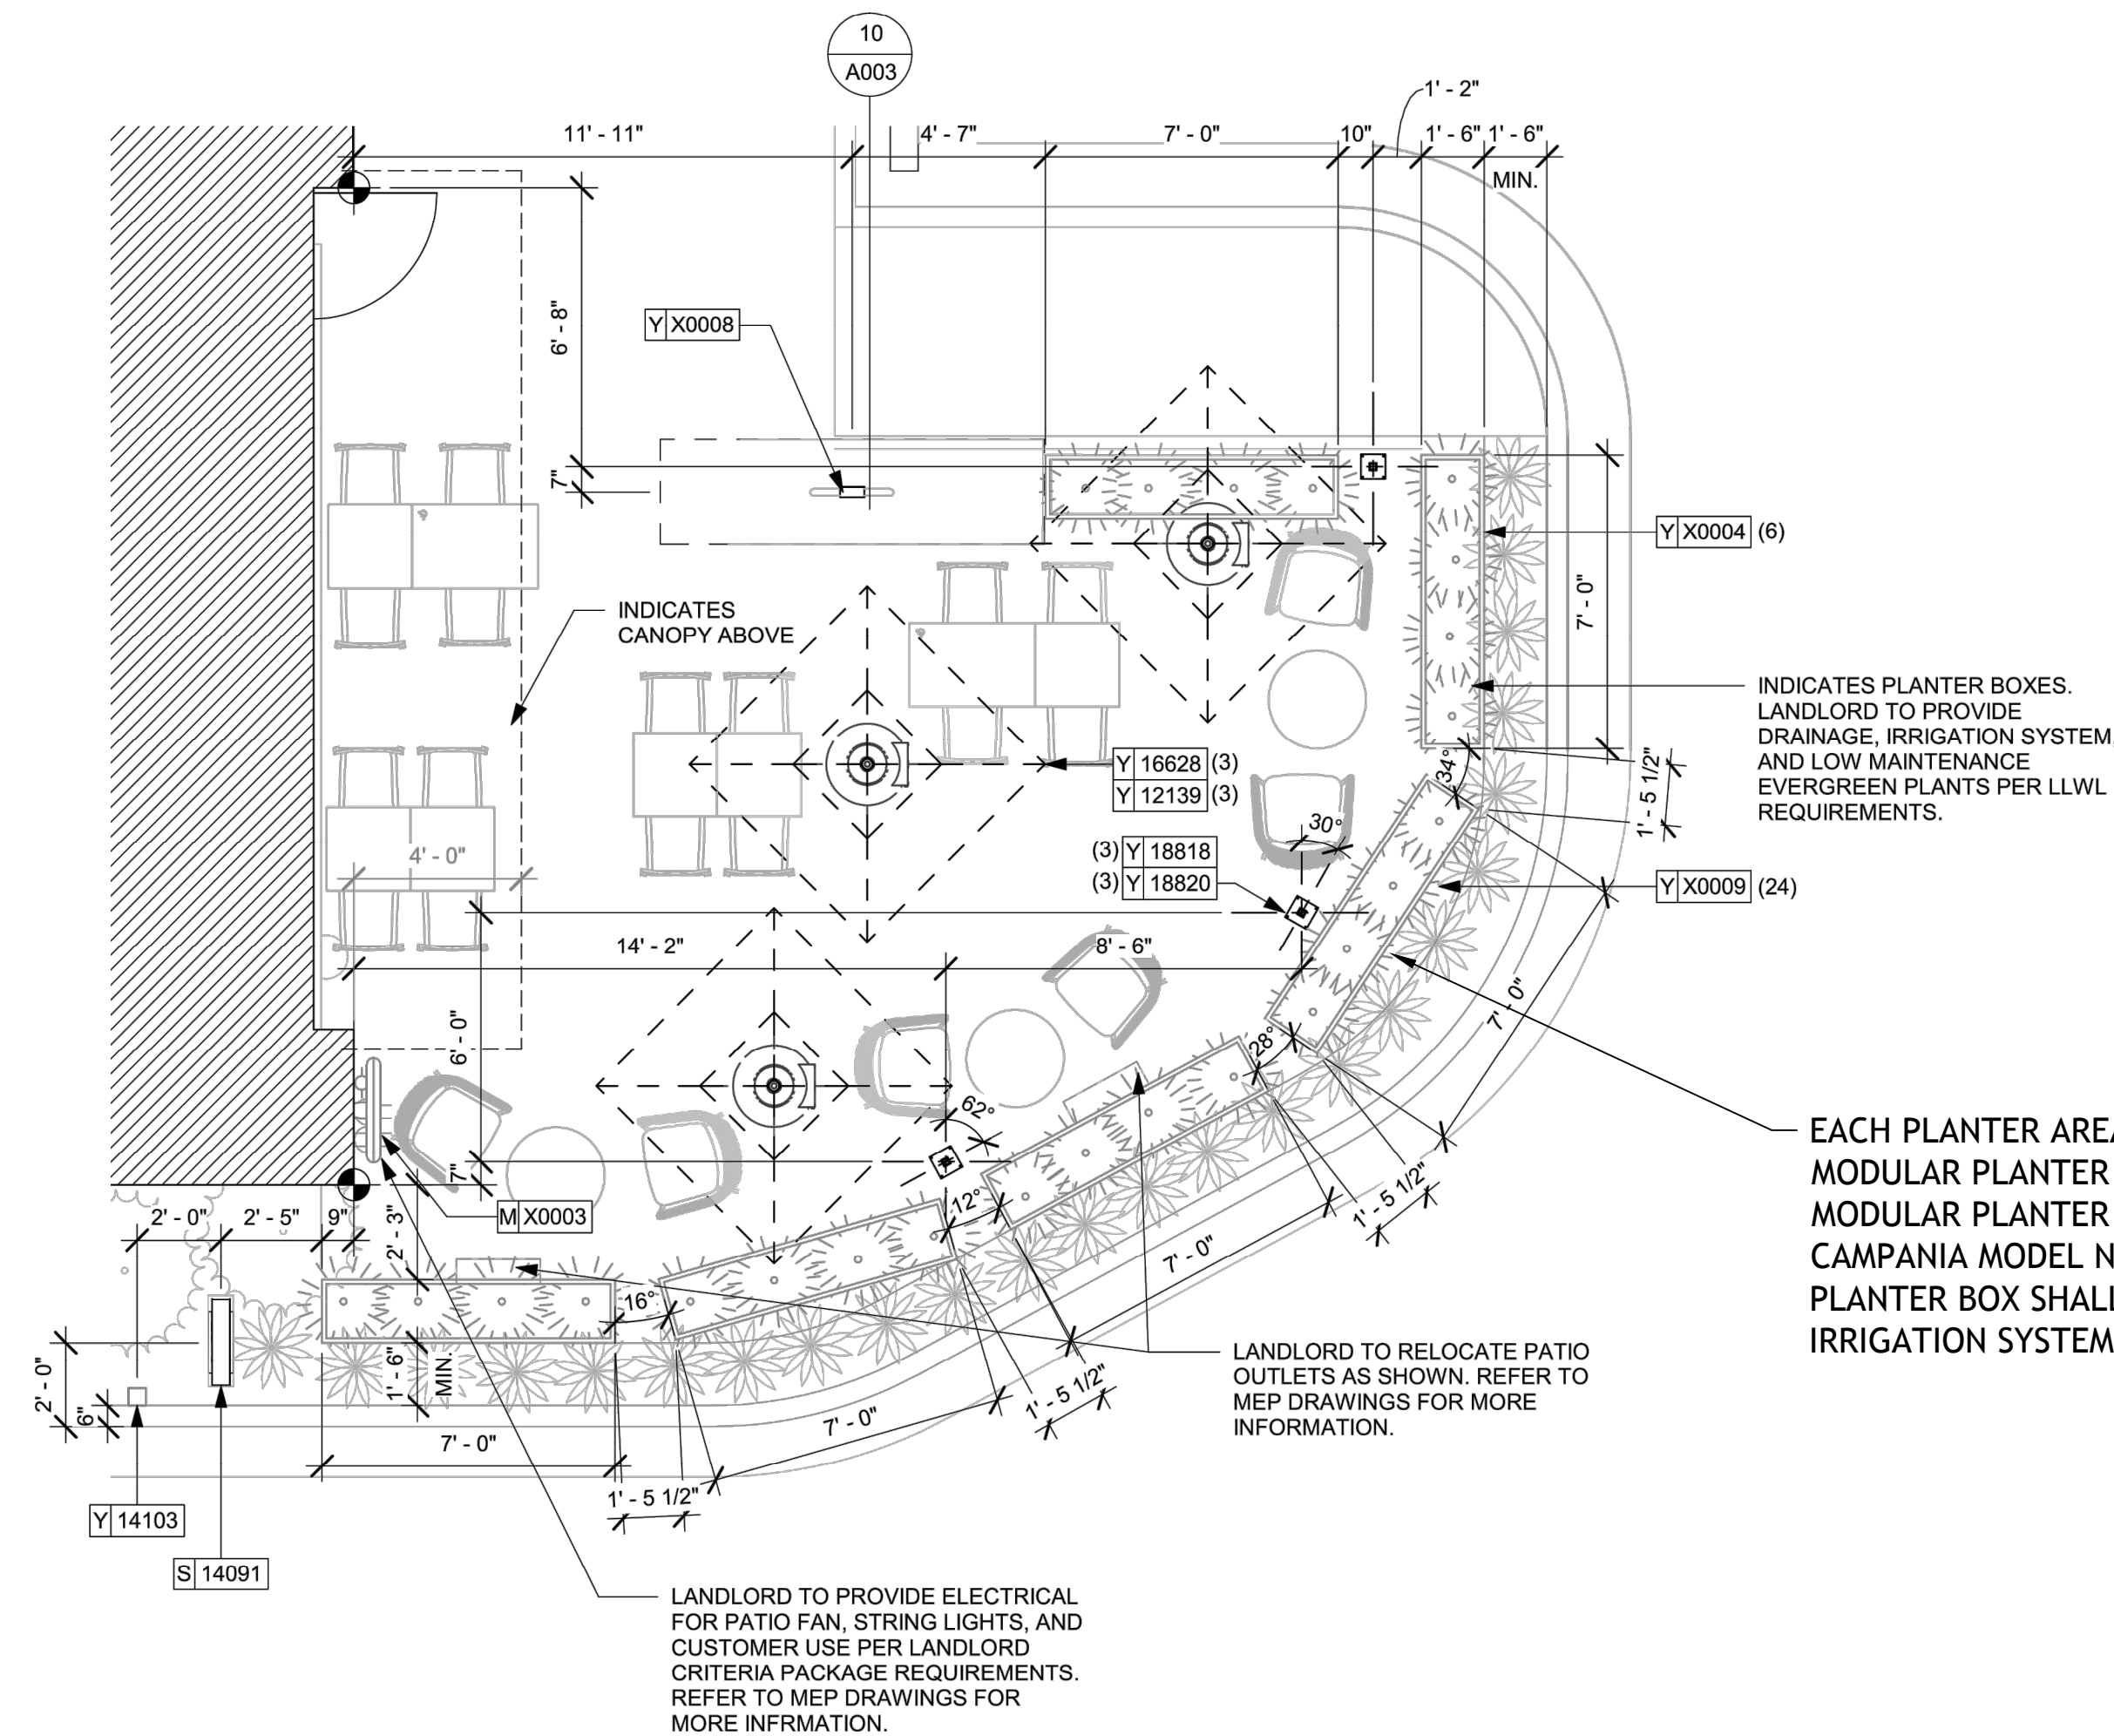 10
A003
1' - 2"
11' - 11"
4' - 7"
7' - 0"
10"
1' - 6"
1' - 6"
MIN.
6' - 8"
Y X0008
7"
Y X0004 (6)
7' - 0"
INDICATES
CANOPY ABOVE
INDICATES PLANTER BOXES.
LANDLORD TO PROVIDE
DRAINAGE, IRRIGATION SYSTEM,
AND LOW MAINTENANCE
EVERGREEN PLANTS PER LLWL
REQUIREMENTS.
34°
1' - 5 1/2"
Y 16628 (3)
Y 12139 (3)
30°
(3) Y 18818
(3) Y 18820
4' - 0"
Y X0009 (24)
14' - 2"
8' - 6"
7' - 0"
6' - 0"
28°
62°
EACH PLANTER AREA
MODULAR PLANTER
MODULAR PLANTER
CAMPANIA MODEL N
PLANTER BOX SHALL
IRRIGATION SYSTEM
7"
M X0003
12°
1' - 5 1/2"
2' - 0"
2' - 5"
9"
2' - 3"
7' - 0"
16°
2' - 0"
6"
1' - 6"
MIN.
LANDLORD TO RELOCATE PATIO
OUTLETS AS SHOWN. REFER TO
MEP DRAWINGS FOR MORE
INFORMATION.
1' - 5 1/2"
7' - 0"
7' - 0"
1' - 5 1/2"
Y 14103
S 14091
LANDLORD TO PROVIDE ELECTRICAL
FOR PATIO FAN, STRING LIGHTS, AND
CUSTOMER USE PER LANDLORD
CRITERIA PACKAGE REQUIREMENTS.
REFER TO MEP DRAWINGS FOR
MORE INFRMATION.